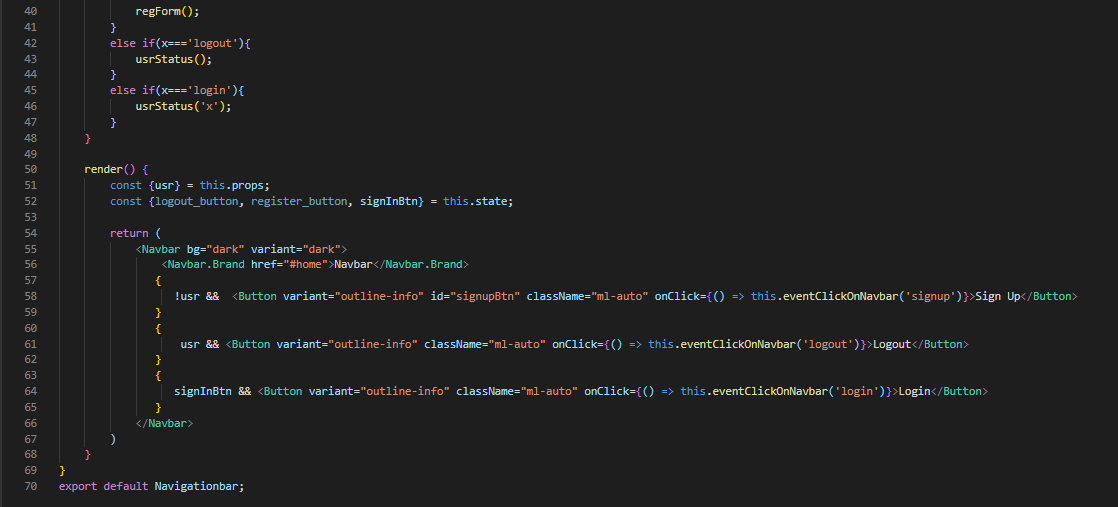 40 regForm();
41 }
42 else if(x==='logout'){
43 usrStatus();
44 }
45 else if(x==='login'){
46 usrStatus('x');
47 }
48 }
49
50 render() {
51 const {usr} = this.props;
52 const {logout_button, register_button, signInBtn} = this.state;
53
54 return (
55 <Navbar bg="dark" variant="dark">
56 <Navbar.Brand href="#home">Navbar</Navbar.Brand>
57 {
58 !usr &&  <Button variant="outline-info" id="signupBtn" className="ml-auto" onClick={() => this.eventClickOnNavbar('signup')}>Sign Up</Button>
59 }
60 {
61 usr && <Button variant="outline-info" className="ml-auto" onClick={() => this.eventClickOnNavbar('logout')}>Logout</Button>
62 }
63 {
64 signInBtn && <Button variant="outline-info" className="ml-auto" onClick={() => this.eventClickOnNavbar('login')}>Login</Button>
65 }
66 </Navbar>
67 )
68 }
69 }
70 export default Navigationbar;